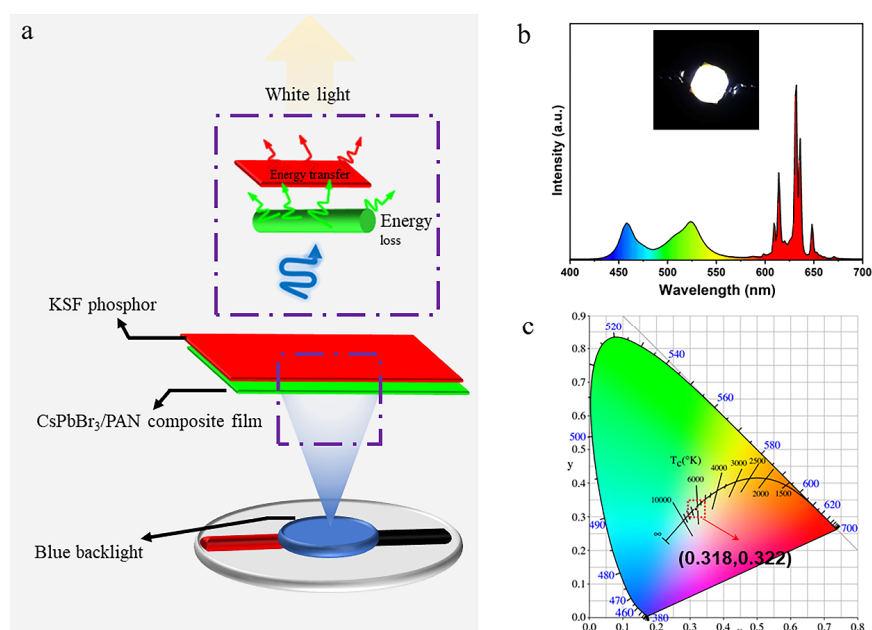 a
White light
Energy transfer
Energy
loss
KSF phosphor
CsPbBr₃/PAN composite film
Blue backlight
b
Intensity (a.u.)
400 450 500 550 600 650 700
Wavelength (nm)
c
0.9
0.8
0.7
0.6
0.5
0.4
0.3
0.2
0.1
0.0
y
520
540
560
580
600
620
700
500
490
480
470
460
380
Tc(°K)
∞
10000
6000
4000
3000
2500
2000
1500
(0.318,0.322)
0.0 0.1 0.2 0.3 0.4 0.5 0.6 0.7 0.8